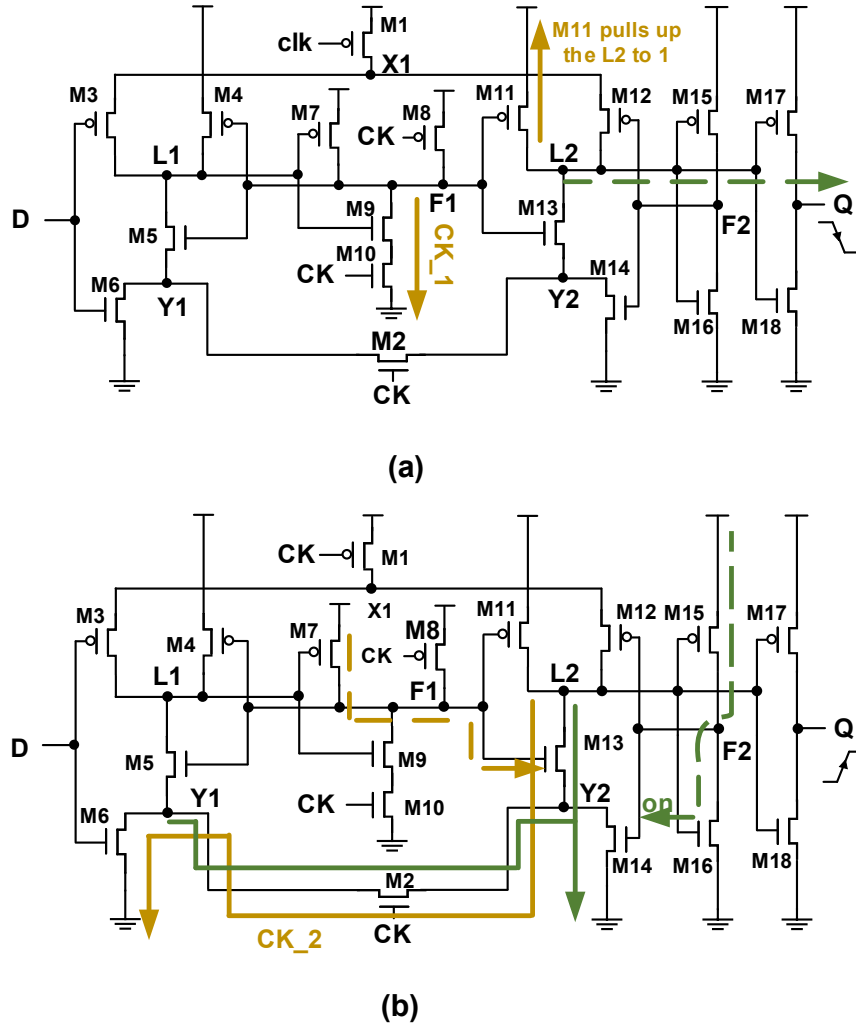 M1
M11 pulls up
the L2 to 1
clk
X1
M3
M4
M7
M8
M11
M12
M15
M17
CK
L1
L2
D
M9
F1
M13
F2
Q
M5
M10
CK_1
CK
M6
Y1
Y2
M14
M2
M16
M18
CK
(a)
CK
M1
M3
X1
M11
M12
M15
M17
M4
M7
M8
CK
L1
F1
L2
D
M5
M9
M13
F2
Q
Y1
Y2
CK
M10
on
M6
M14
M16
M18
M2
CK_2
CK
(b)